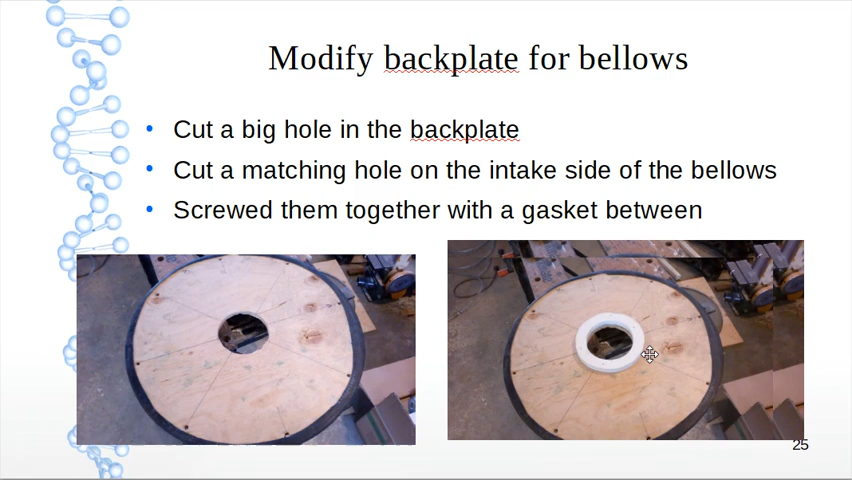 Modify backplate for bellows
Cut a big hole in the backplate
Cut a matching hole on the intake side of the bellows
Screwed them together with a gasket between
25